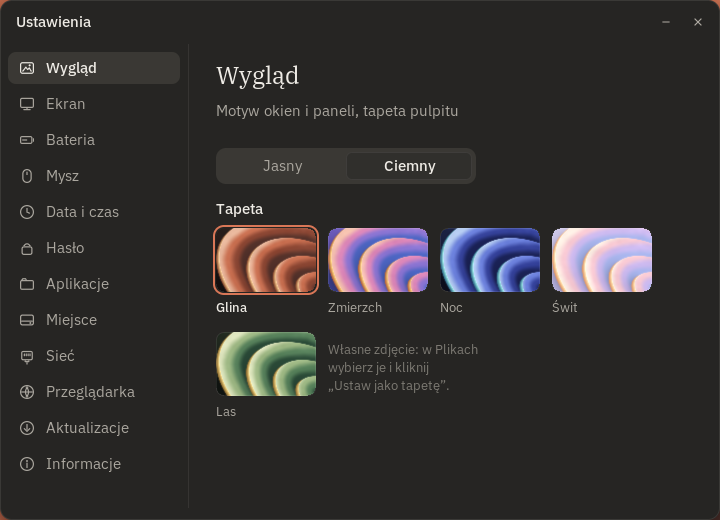 Ustawienia
Wygląd
Ekran
Bateria
Mysz
Data i czas
Hasło
Aplikacje
Miejsce
Sieć
Przeglądarka
Aktualizacje
Informacje
Wygląd
Motyw okien i paneli, tapeta pulpitu
Jasny
Ciemny
Tapeta
Glina
Zmierzch
Noc
Świt
Las
Własne zdjęcie: w Plikach
wybierz je i kliknij
„Ustaw jako tapetę”.